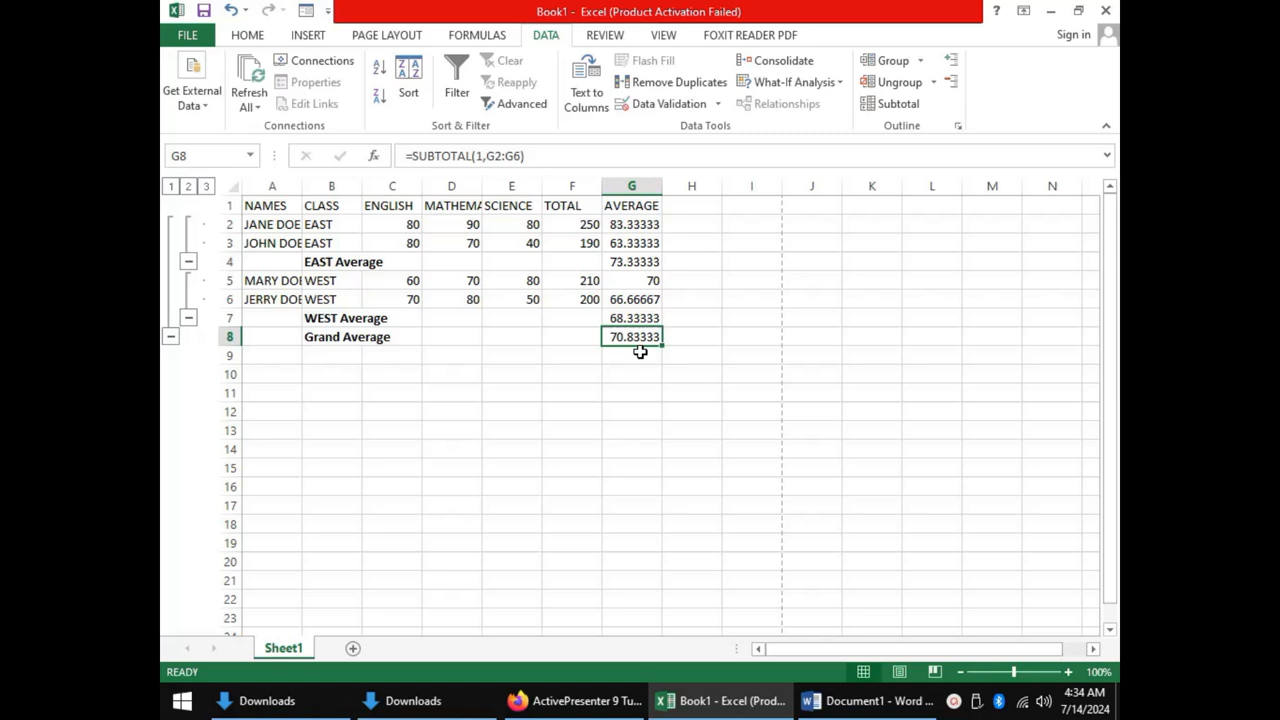 Book1 - Excel (Product Activation Failed)
FILE HOME INSERT PAGE LAYOUT FORMULAS DATA REVIEW VIEW FOXIT READER PDF Sign in
Get External Data
Refresh All
Connections
Properties
Edit Links
Connections
Sort
Filter
Clear
Reapply
Advanced
Sort & Filter
Text to Columns
Flash Fill
Remove Duplicates
Data Validation
Consolidate
What-If Analysis
Relationships
Data Tools
Group
Ungroup
Subtotal
Outline
G8 fx =SUBTOTAL(1,G2:G6)
1 2 3 A B C D E F G H I J K L M N
1 NAMES CLASS ENGLISH MATHEMA SCIENCE TOTAL AVERAGE
2 JANE DOE EAST 80 90 80 250 83.33333
3 JOHN DOE EAST 80 70 40 190 63.33333
4 EAST Average 73.33333
5 MARY DOE WEST 60 70 80 210 70
6 JERRY DOE WEST 70 80 50 200 66.66667
7 WEST Average 68.33333
8 Grand Average 70.83333
9
10
11
12
13
14
15
16
17
18
19
20
21
22
23
24
Sheet1
READY 100%
Downloads Downloads ActivePresenter 9 Tu... Book1 - Excel (Prod... Document1 - Word ... 4:34 AM
7/14/2024